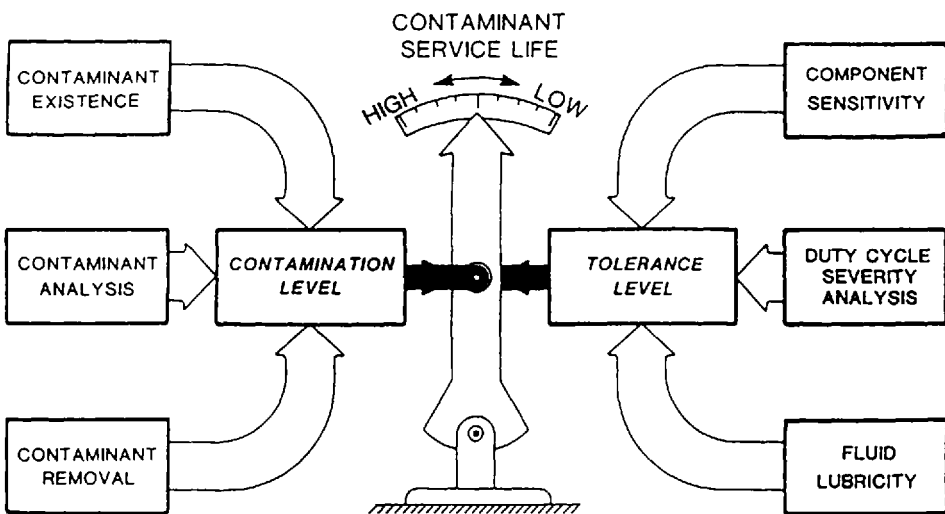 CONTAMINANT
SERVICE LIFE
HIGH
LOW
CONTAMINANT
EXISTENCE
CONTAMINANT
ANALYSIS
CONTAMINANT
REMOVAL
CONTAMINATION
LEVEL
TOLERANCE
LEVEL
COMPONENT
SENSITIVITY
DUTY CYCLE
SEVERITY
ANALYSIS
FLUID
LUBRICITY